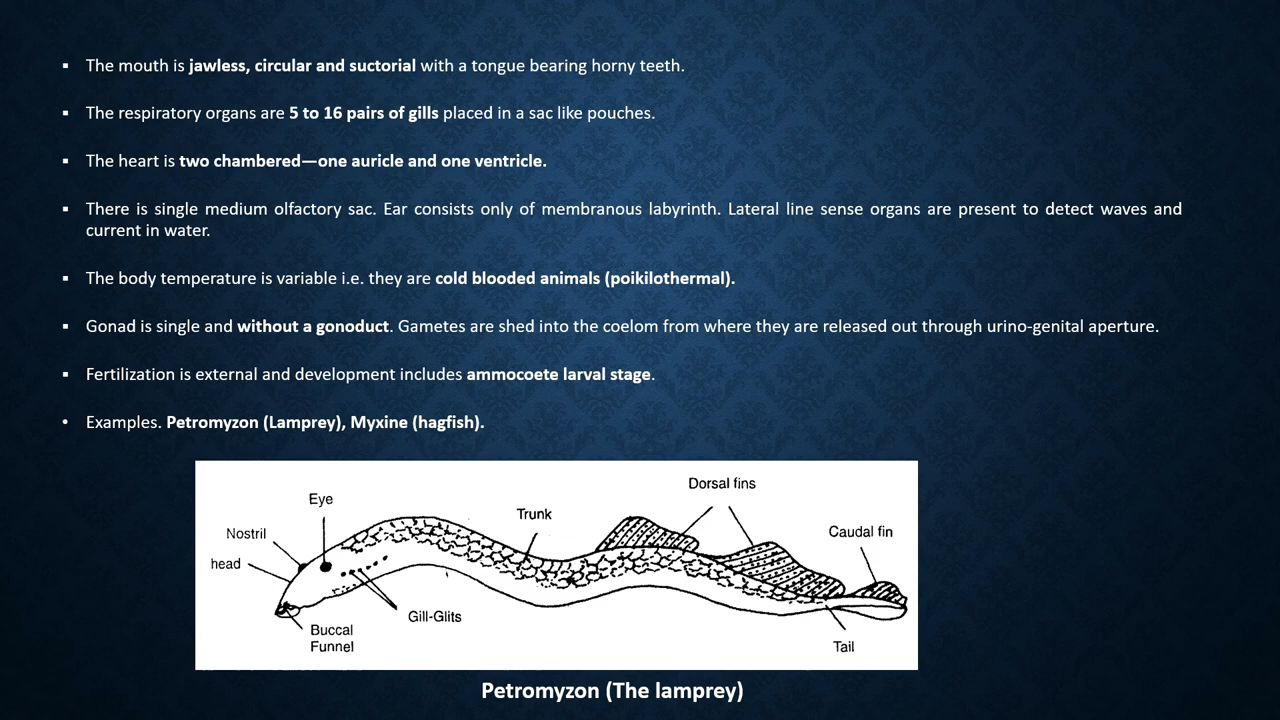 ▪ The mouth is jawless, circular and suctorial with a tongue bearing horny teeth.
▪ The respiratory organs are 5 to 16 pairs of gills placed in a sac like pouches.
▪ The heart is two chambered—one auricle and one ventricle.
▪ There is single medium olfactory sac. Ear consists only of membranous labyrinth. Lateral line sense organs are present to detect waves and
current in water.
▪ The body temperature is variable i.e. they are cold blooded animals (poikilothermal).
▪ Gonad is single and without a gonoduct. Gametes are shed into the coelom from where they are released out through urino-genital aperture.
▪ Fertilization is external and development includes ammocoete larval stage.
• Examples. Petromyzon (Lamprey), Myxine (hagfish).
Dorsal fins
Eye
Trunk
Caudal fin
Nostril
head
Gill-Glits
Buccal
Funnel
Tail
Petromyzon (The lamprey)